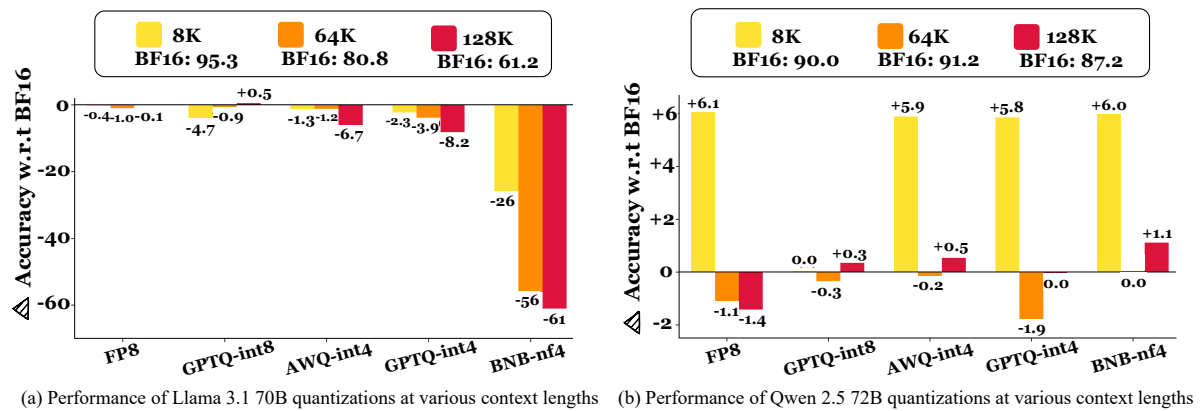 8K 64K 128K
BF16: 95.3 BF16: 80.8 BF16: 61.2
Δ Accuracy w.r.t BF16
0
-20
-40
-60
-0.4 -1.0 -0.1
-4.7 -0.9 +0.5
-1.3 -1.2 -6.7
-2.3 -3.9 -8.2
-26 -56 -61
FP8 GPTQ-int8 AWQ-int4 GPTQ-int4 BNB-nf4
(a) Performance of Llama 3.1 70B quantizations at various context lengths
8K 64K 128K
BF16: 90.0 BF16: 91.2 BF16: 87.2
Δ Accuracy w.r.t BF16
+6
+4
+2
0
-2
+6.1 -1.1 -1.4
0.0 -0.3 +0.3
+5.9 -0.2 +0.5
+5.8 -1.9 0.0
+6.0 0.0 +1.1
FP8 GPTQ-int8 AWQ-int4 GPTQ-int4 BNB-nf4
(b) Performance of Qwen 2.5 72B quantizations at various context lengths